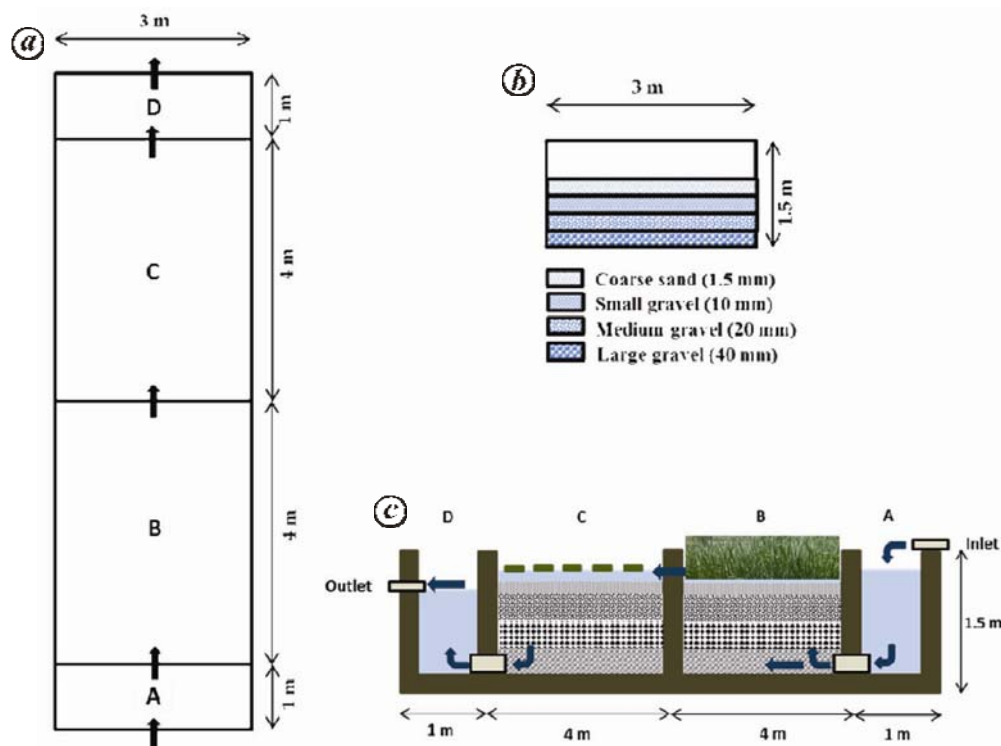 a
3 m
D
1 m
C
4 m
B
4 m
A
1 m
b
3 m
1.5 m
Coarse sand (1.5 mm)
Small gravel (10 mm)
Medium gravel (20 mm)
Large gravel (40 mm)
c
D C B A
Inlet
Outlet
1.5 m
1 m 4 m 4 m 1 m